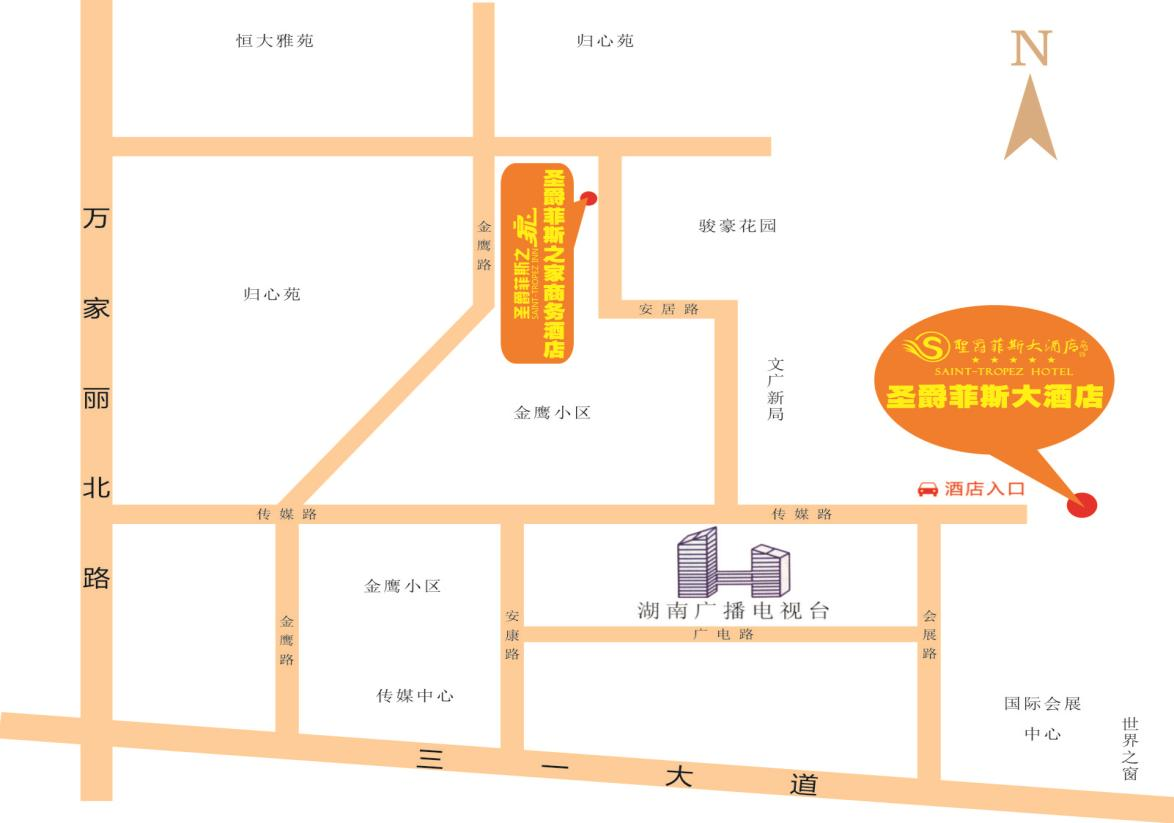 恒大雅苑
归心苑
N
万家丽北路
金鹰路
圣爵菲斯之家商务酒店
圣爵菲斯之家
SAINT-TROPEZ INN
骏豪花园
归心苑
安居路
文广新局
聖爵菲斯大酒店
SAINT-TROPEZ HOTEL
圣爵菲斯大酒店
金鹰小区
酒店入口
传媒路
传媒路
金鹰小区
湖南广播电视台
金鹰路
安康路
广电路
会展路
传媒中心
国际会展
中心
世界之窗
三一大道